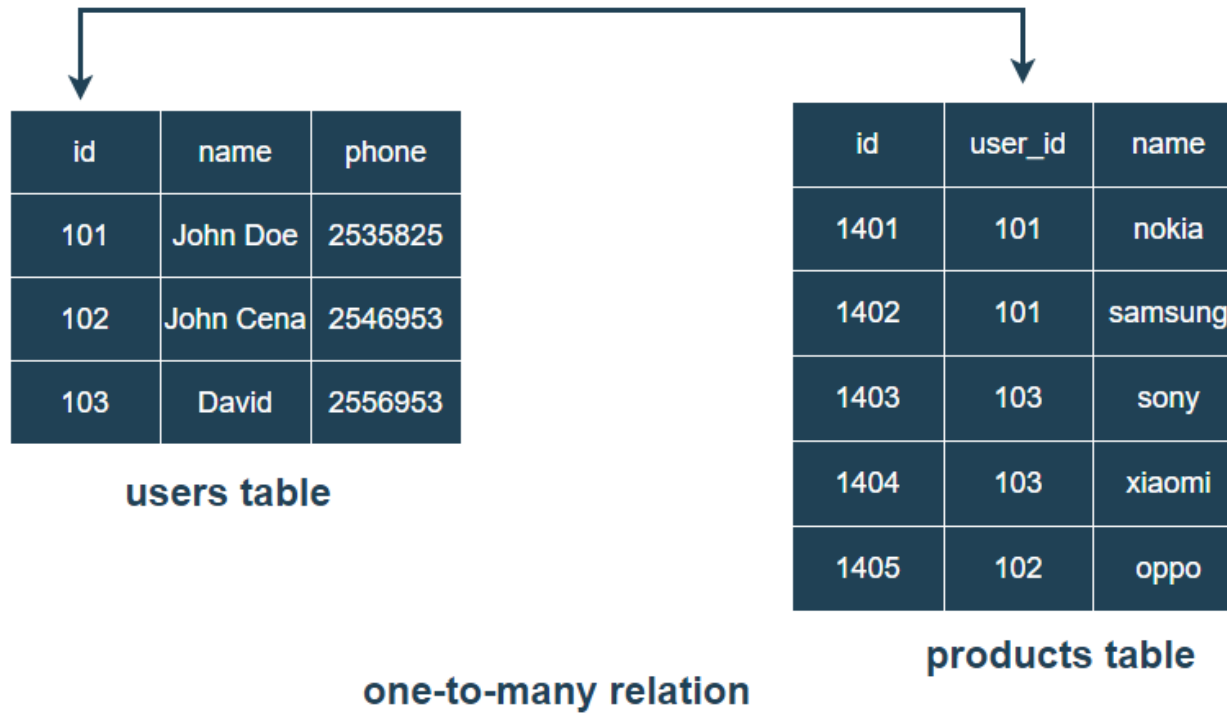 id name phone
101 John Doe 2535825
102 John Cena 2546953
103 David 2556953
users table
id user_id name
1401 101 nokia
1402 101 samsung
1403 103 sony
1404 103 xiaomi
1405 102 oppo
products table
one-to-many relation